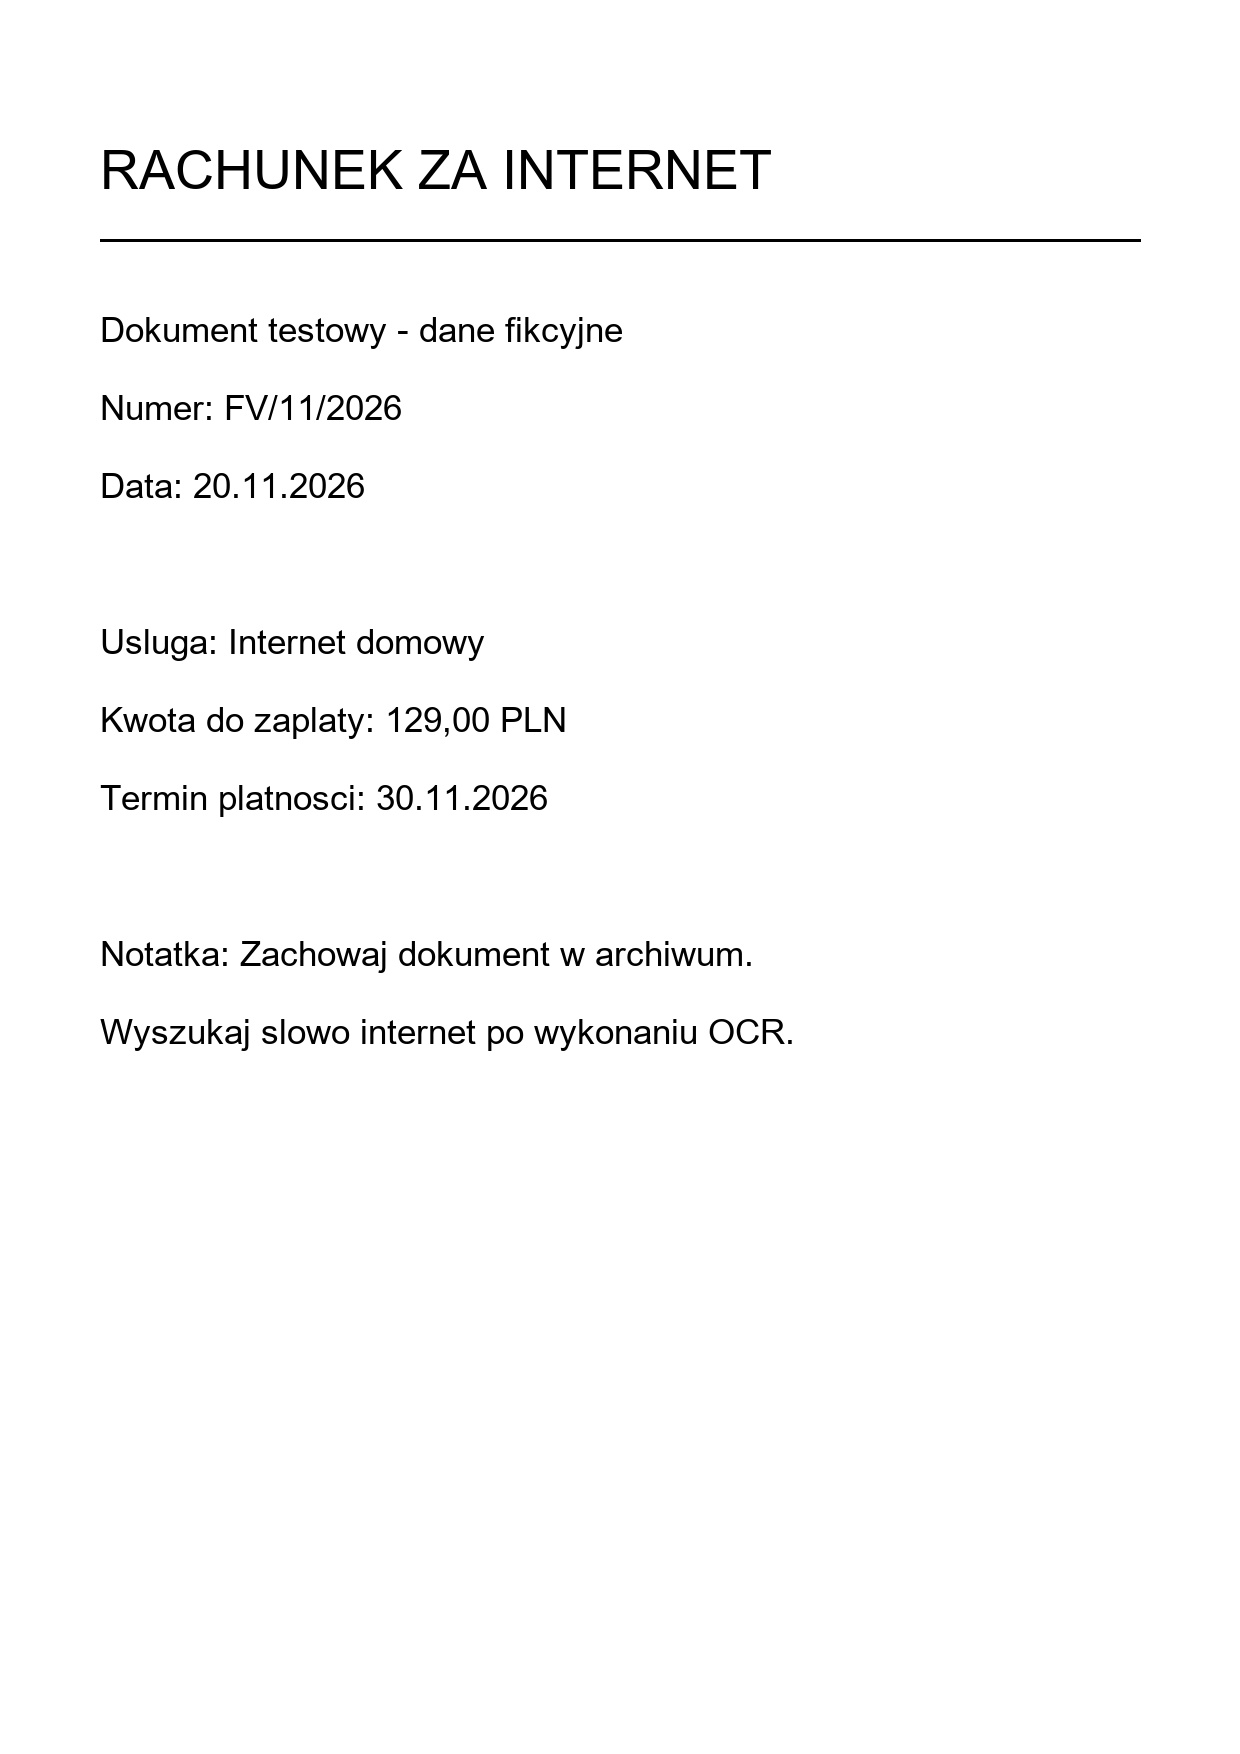 RACHUNEK ZA INTERNET
Dokument testowy - dane fikcyjne
Numer: FV/11/2026
Data: 20.11.2026
Usluga: Internet domowy
Kwota do zaplaty: 129,00 PLN
Termin platnosci: 30.11.2026
Notatka: Zachowaj dokument w archiwum.
Wyszukaj slowo internet po wykonaniu OCR.